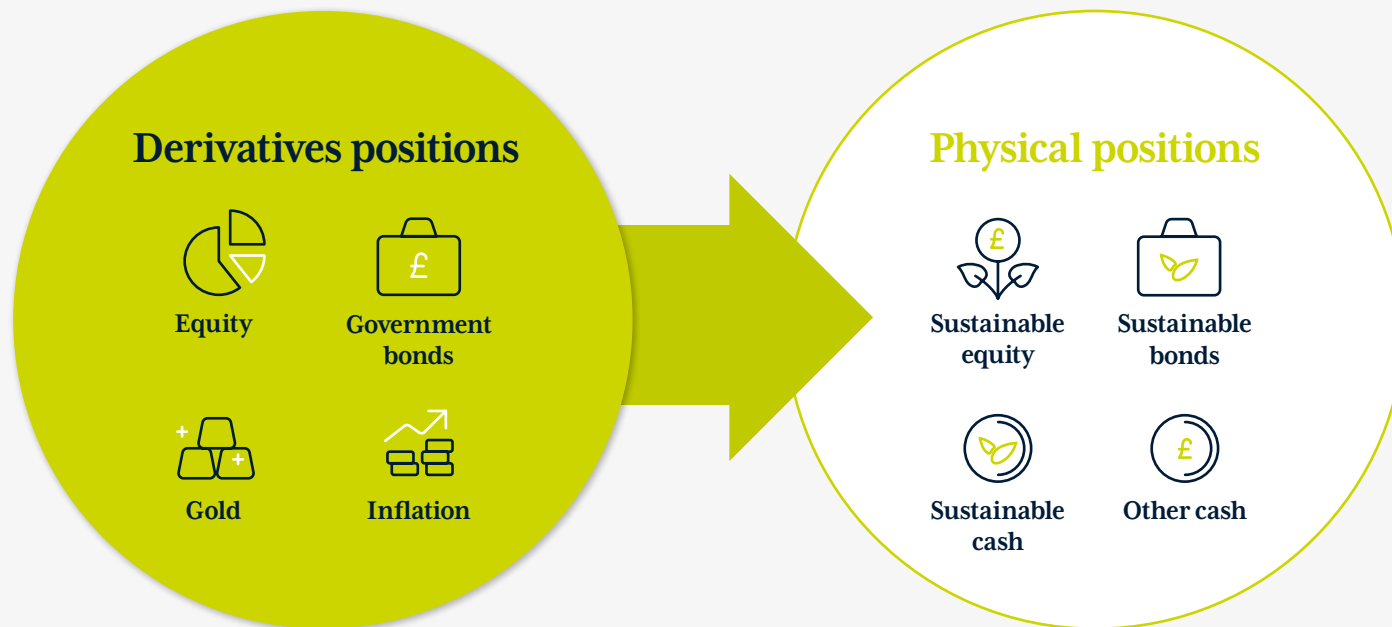 Derivatives positions
£
Equity
Government
bonds
Gold
Inflation
Physical positions
£
Sustainable
equity
Sustainable
bonds
£
Sustainable
cash
Other cash